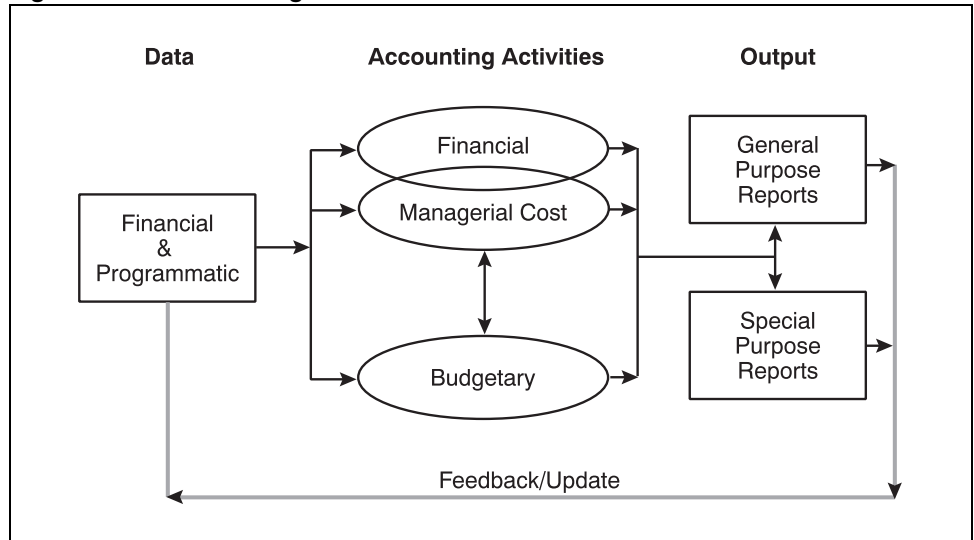 Data
Accounting Activities
Output
Financial
&
Programmatic
Financial
Managerial Cost
Budgetary
General
Purpose
Reports
Special
Purpose
Reports
Feedback/Update